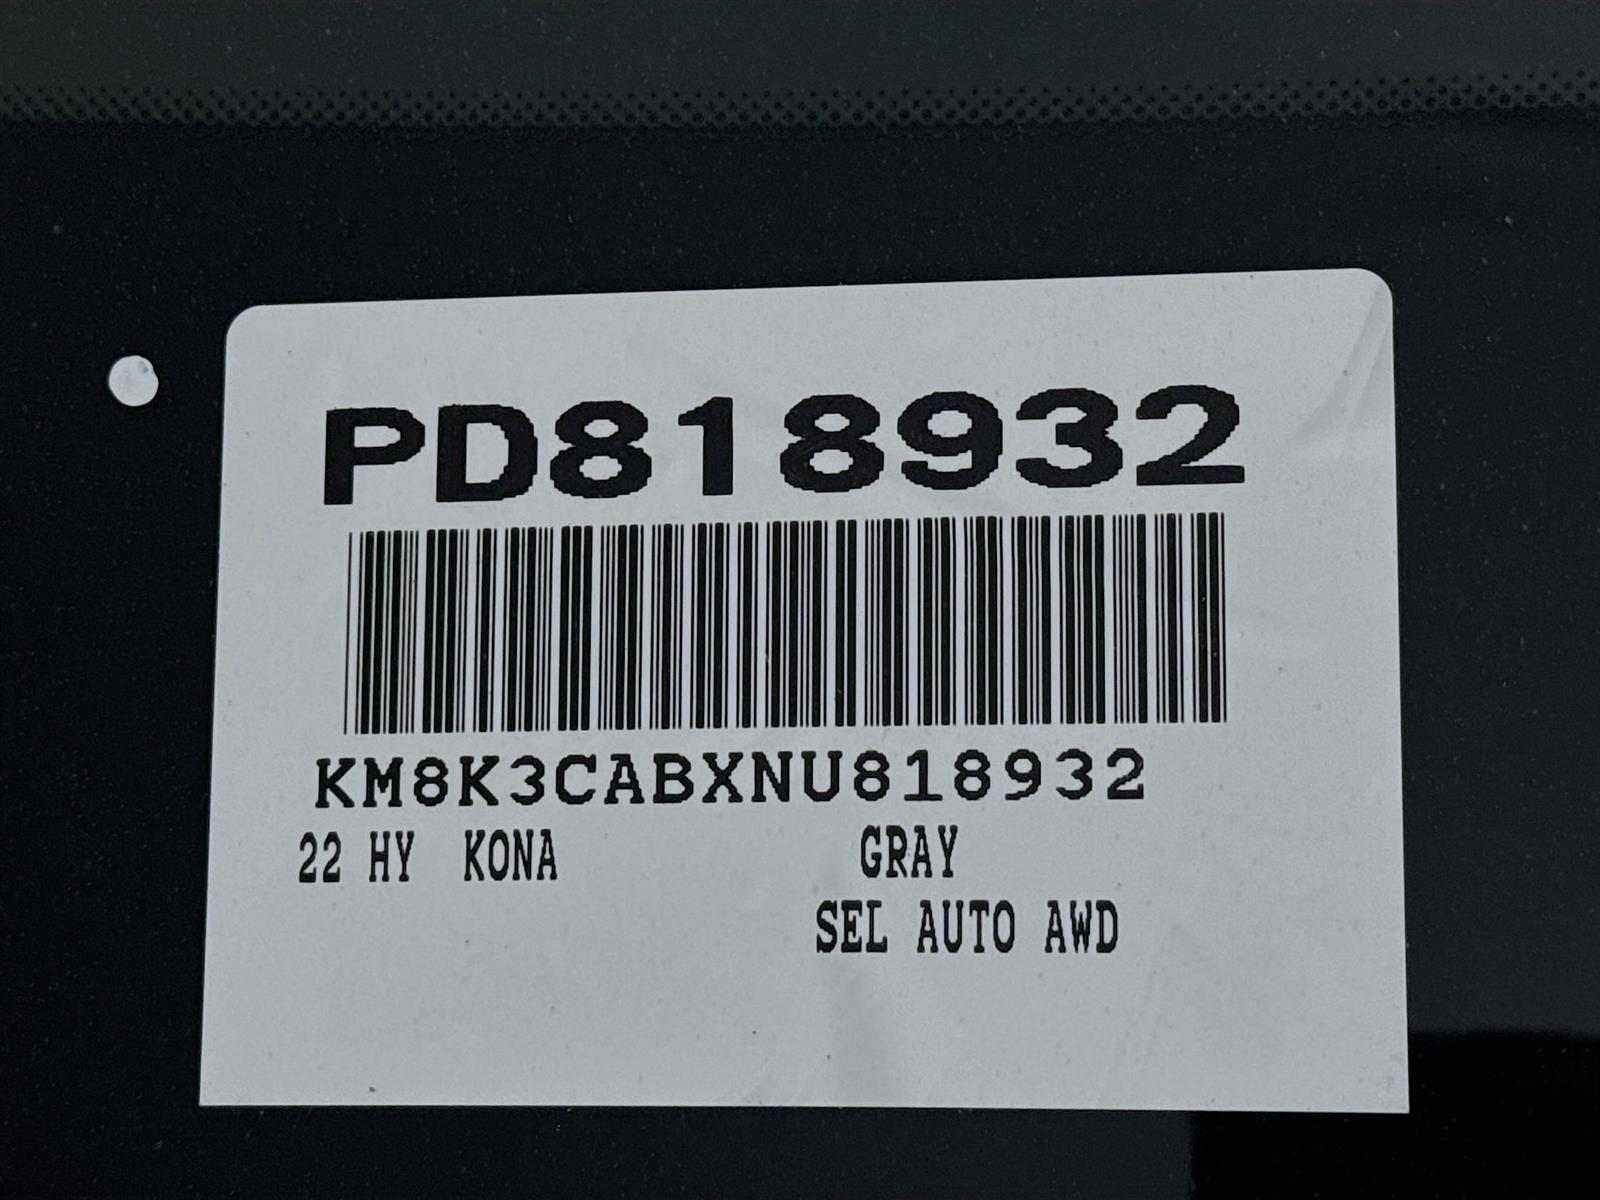 PD818932
KM8K3CABXNU818932
22 HY KONA GRAY
SEL AUTO AWD